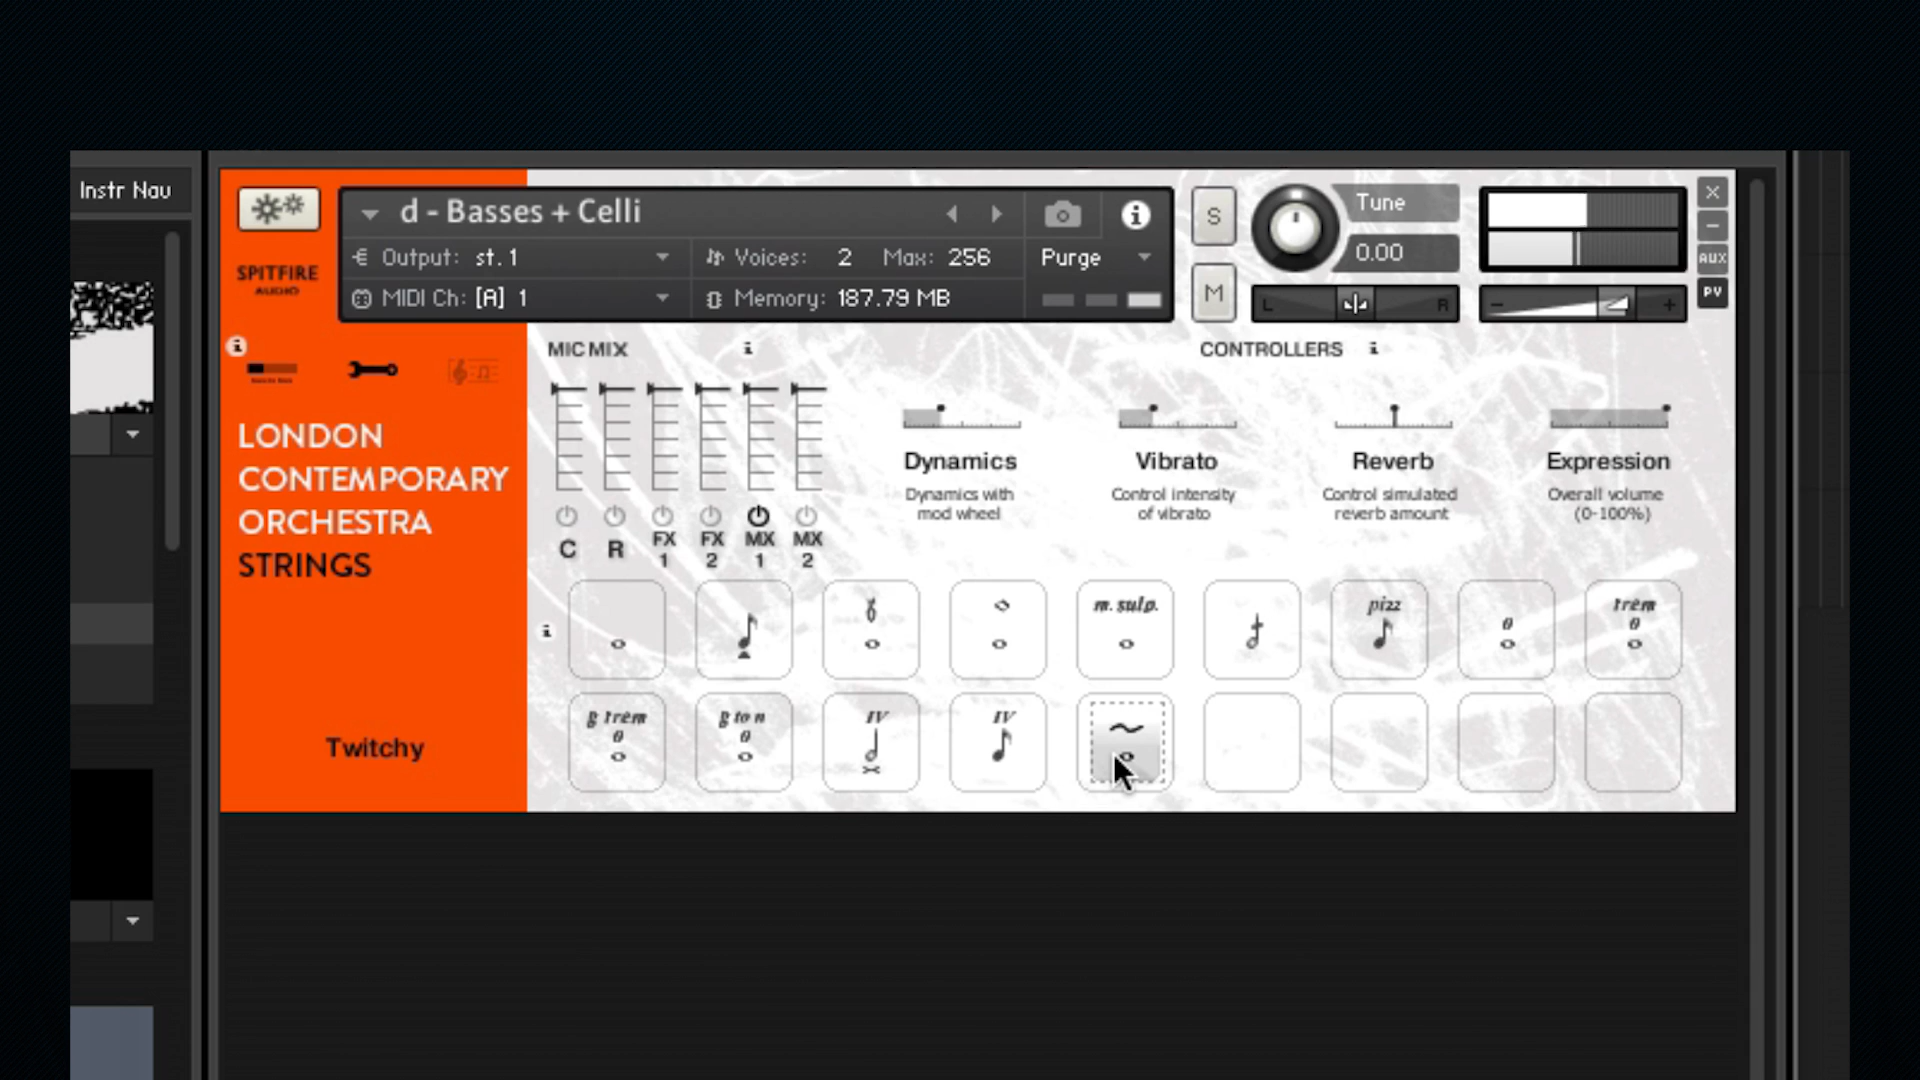 Instr Nav
SPITFIRE
AUDIO
d - Basses + Celli
Output: st. 1
Voices: 2 Max: 256
Purge
MIDI Ch: [A] 1
Memory: 187.79 MB
S
M
Tune
0.00
L R
- +
X
AUX
PV
LONDON
CONTEMPORARY
ORCHESTRA
STRINGS
Twitchy
MIC MIX
CONTROLLERS
C R FX 1 FX 2 MX 1 MX 2
Dynamics
Dynamics with
mod wheel
Vibrato
Control intensity
of vibrato
Reverb
Control simulated
reverb amount
Expression
Overall volume
(0-100%)
m. sulp.
pizz
trem
g trem
g to n
IV
IV